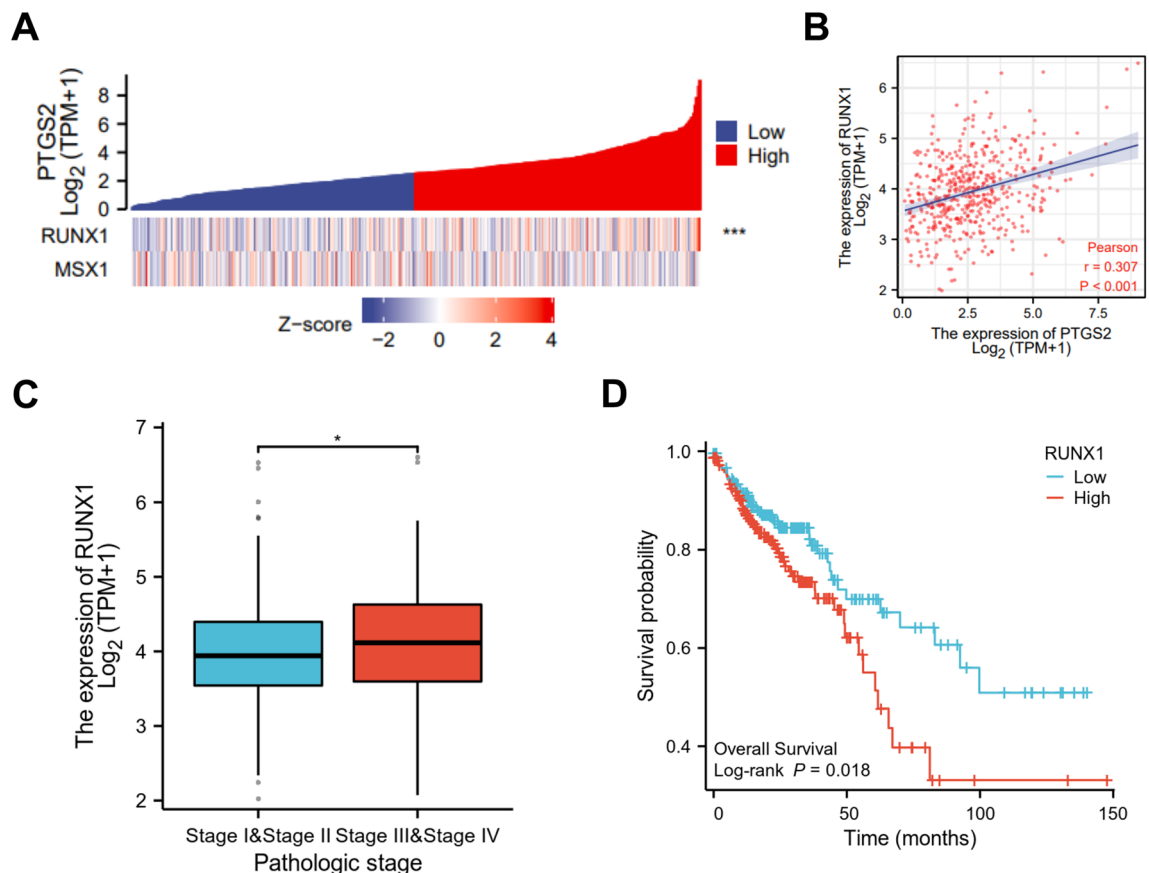 A
PTGS2
Log2 (TPM+1)
8
6
4
2
0
Low
High
RUNX1
***
MSX1
Z−score
−2
0
2
4
B
The expression of RUNX1
Log2 (TPM+1)
6
5
4
3
2
Pearson
r = 0.307
P < 0.001
0.0
2.5
5.0
7.5
The expression of PTGS2
Log2 (TPM+1)
C
The expression of RUNX1
Log2 (TPM+1)
7
6
5
4
3
2
*
Stage I&Stage II
Stage III&Stage IV
Pathologic stage
D
Survival probability
1.0
0.8
0.6
0.4
RUNX1
Low
High
Overall Survival
Log-rank P = 0.018
0
50
100
150
Time (months)